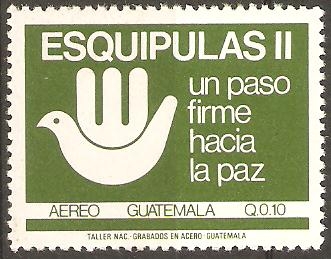 ESQUIPULAS II
un paso
firme
hacia
la paz
AEREO GUATEMALA Q.0.10
TALLER NAC.-GRABADOS EN ACERO-GUATEMALA